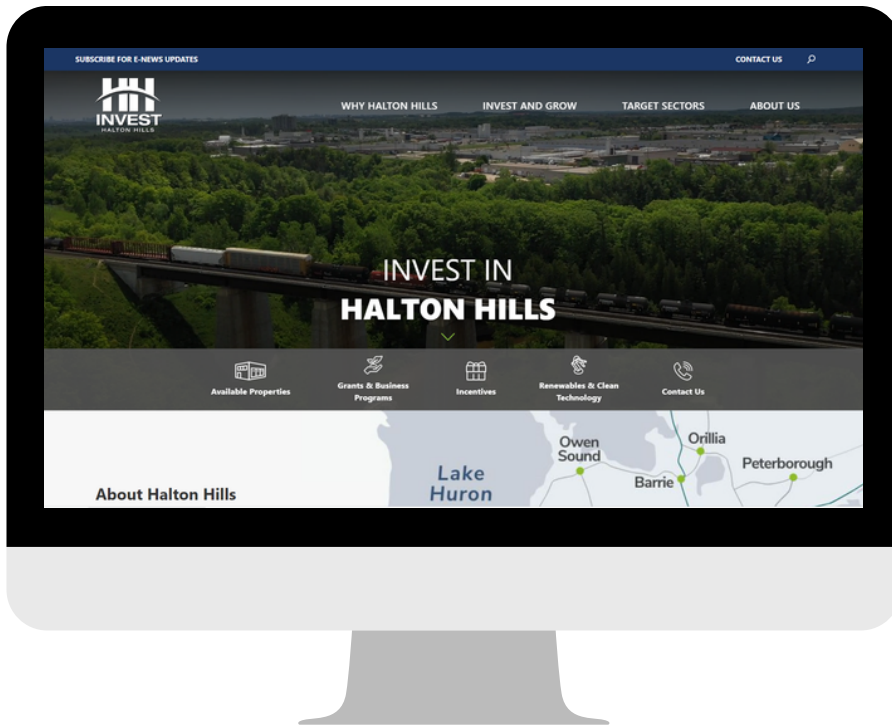 SUBSCRIBE FOR E-NEWS UPDATES
CONTACT US
HH
INVEST
HALTON HILLS
WHY HALTON HILLS
INVEST AND GROW
TARGET SECTORS
ABOUT US
INVEST IN
HALTON HILLS
Available Properties
Grants & Business
Programs
Incentives
Renewables & Clean
Technology
Contact Us
About Halton Hills
Lake
Huron
Owen
Sound
Orillia
Barrie
Peterborough